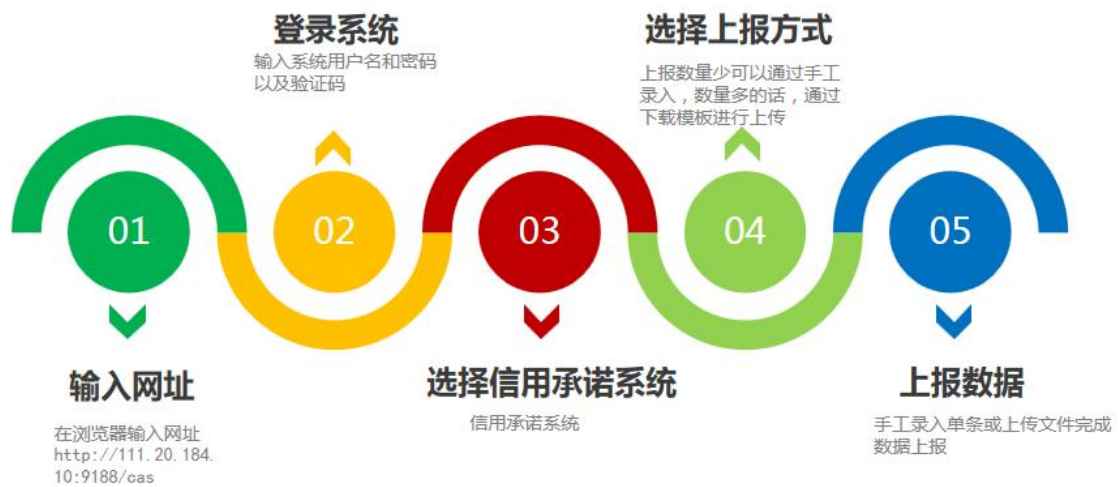 登录系统
输入系统用户名和密码
以及验证码
选择上报方式
上报数量少可以通过手工
录入，数量多的话，通过
下载模板进行上传
01
02
03
04
05
输入网址
在浏览器输入网址
http://111.20.184.
10:9188/cas
选择信用承诺系统
信用承诺系统
上报数据
手工录入单条或上传文件完成
数据上报